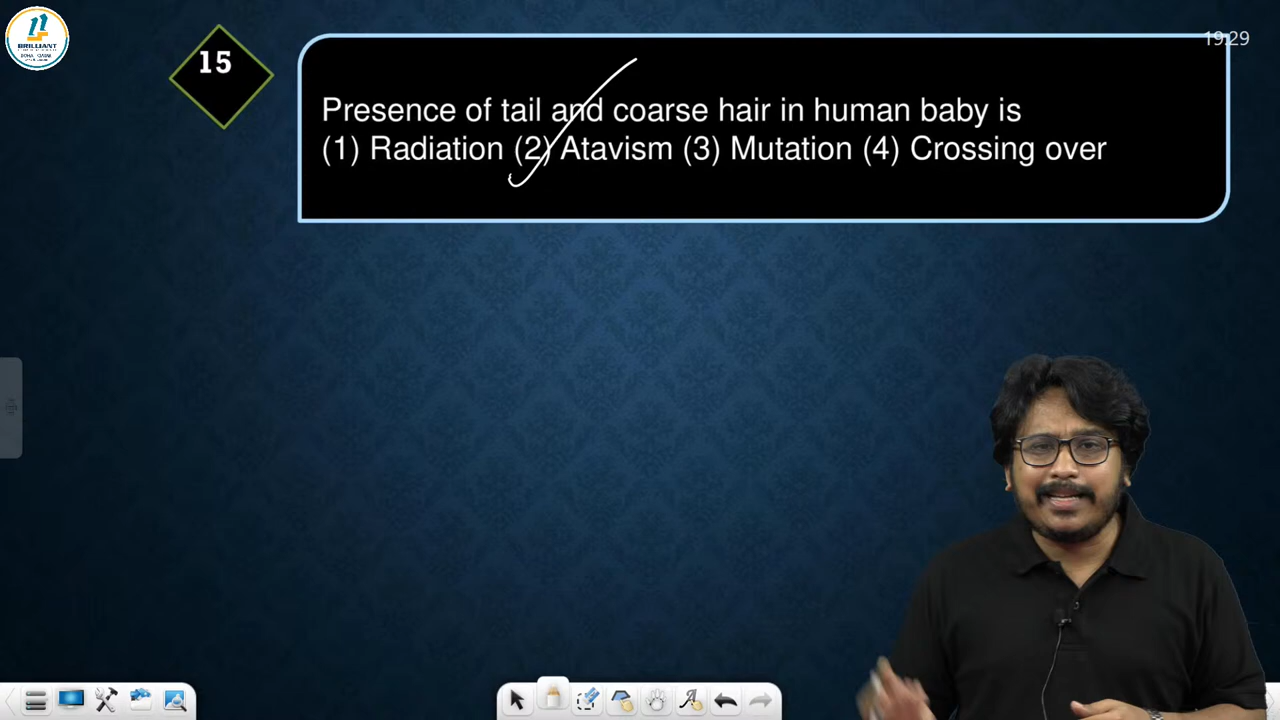 BRILLIANT
15
19:29
Presence of tail and coarse hair in human baby is
(1) Radiation (2) Atavism (3) Mutation (4) Crossing over